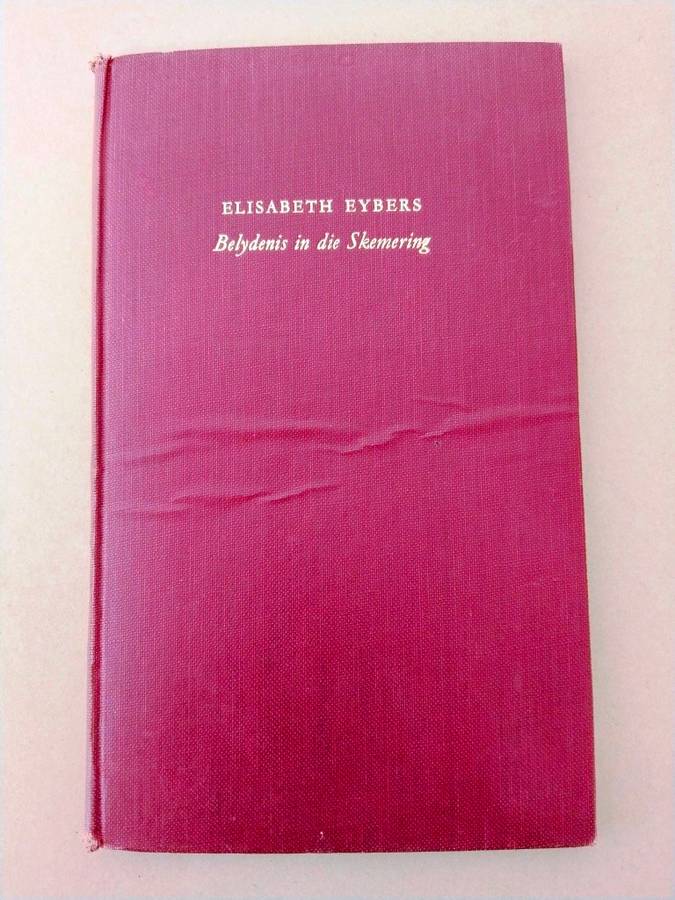 ELISABETH EYBERS
Belydenis in die Skemering